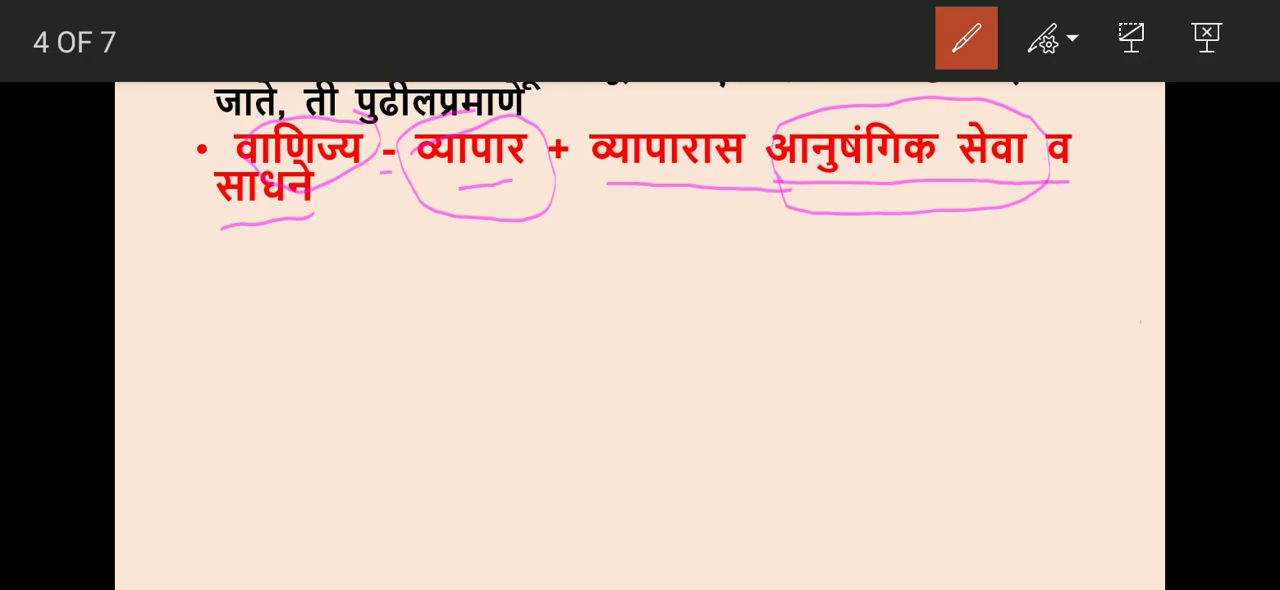 4 OF 7
जाते, ती पुढीलप्रमाणे
• वाणिज्य - व्यापार + व्यापारास आनुषंगिक सेवा व
साधने